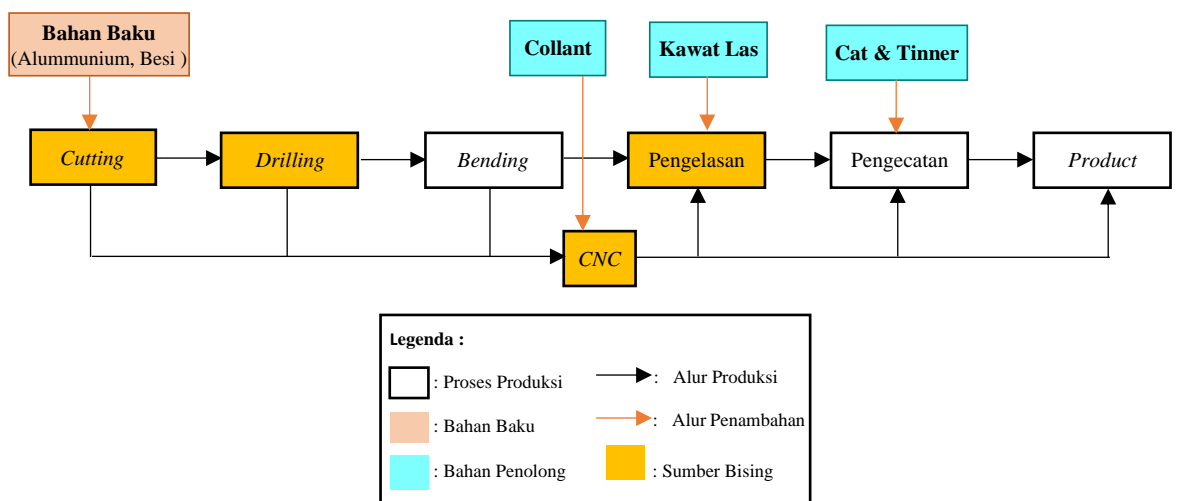 Bahan Baku
(Alummunium, Besi )
Collant
Kawat Las
Cat & Tinner
Cutting
Drilling
Bending
Pengelasan
Pengecatan
Product
CNC
Legenda :
: Proses Produksi
: Alur Produksi
: Bahan Baku
: Alur Penambahan
: Bahan Penolong
: Sumber Bising